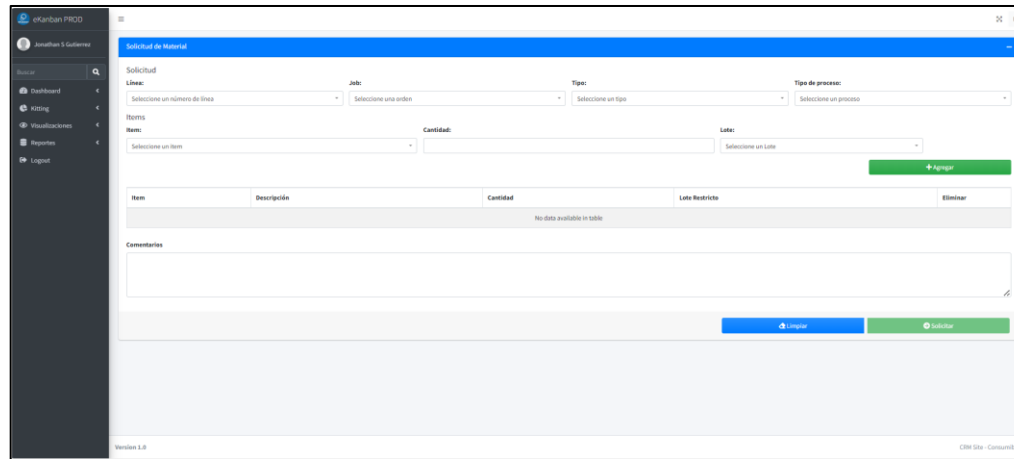 eKanban PROD
Jonathan S Gutierrez
Buscar
Dashboard
Kitting
Visualizaciones
Reportes
Logout
Solicitud de Material
Solicitud
Línea: Job: Tipo: Tipo de proceso:
Seleccione un número de línea Seleccione una orden Seleccione un tipo Seleccione un proceso
Items
Item: Cantidad: Lote:
Seleccione un item Seleccione un Lote
+ Agregar
Item Descripción Cantidad Lote Restricto Eliminar
No data available in table
Comentarios
Limpiar Solicitar
Version 1.0 CRM Site - Consumib